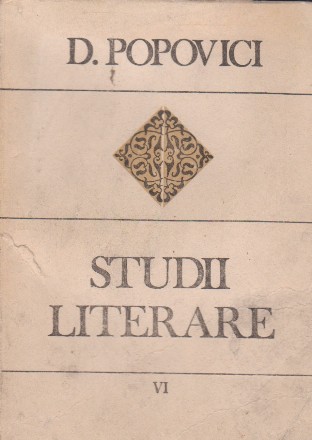 D. POPOVICI
STUDII
LITERARE
VI